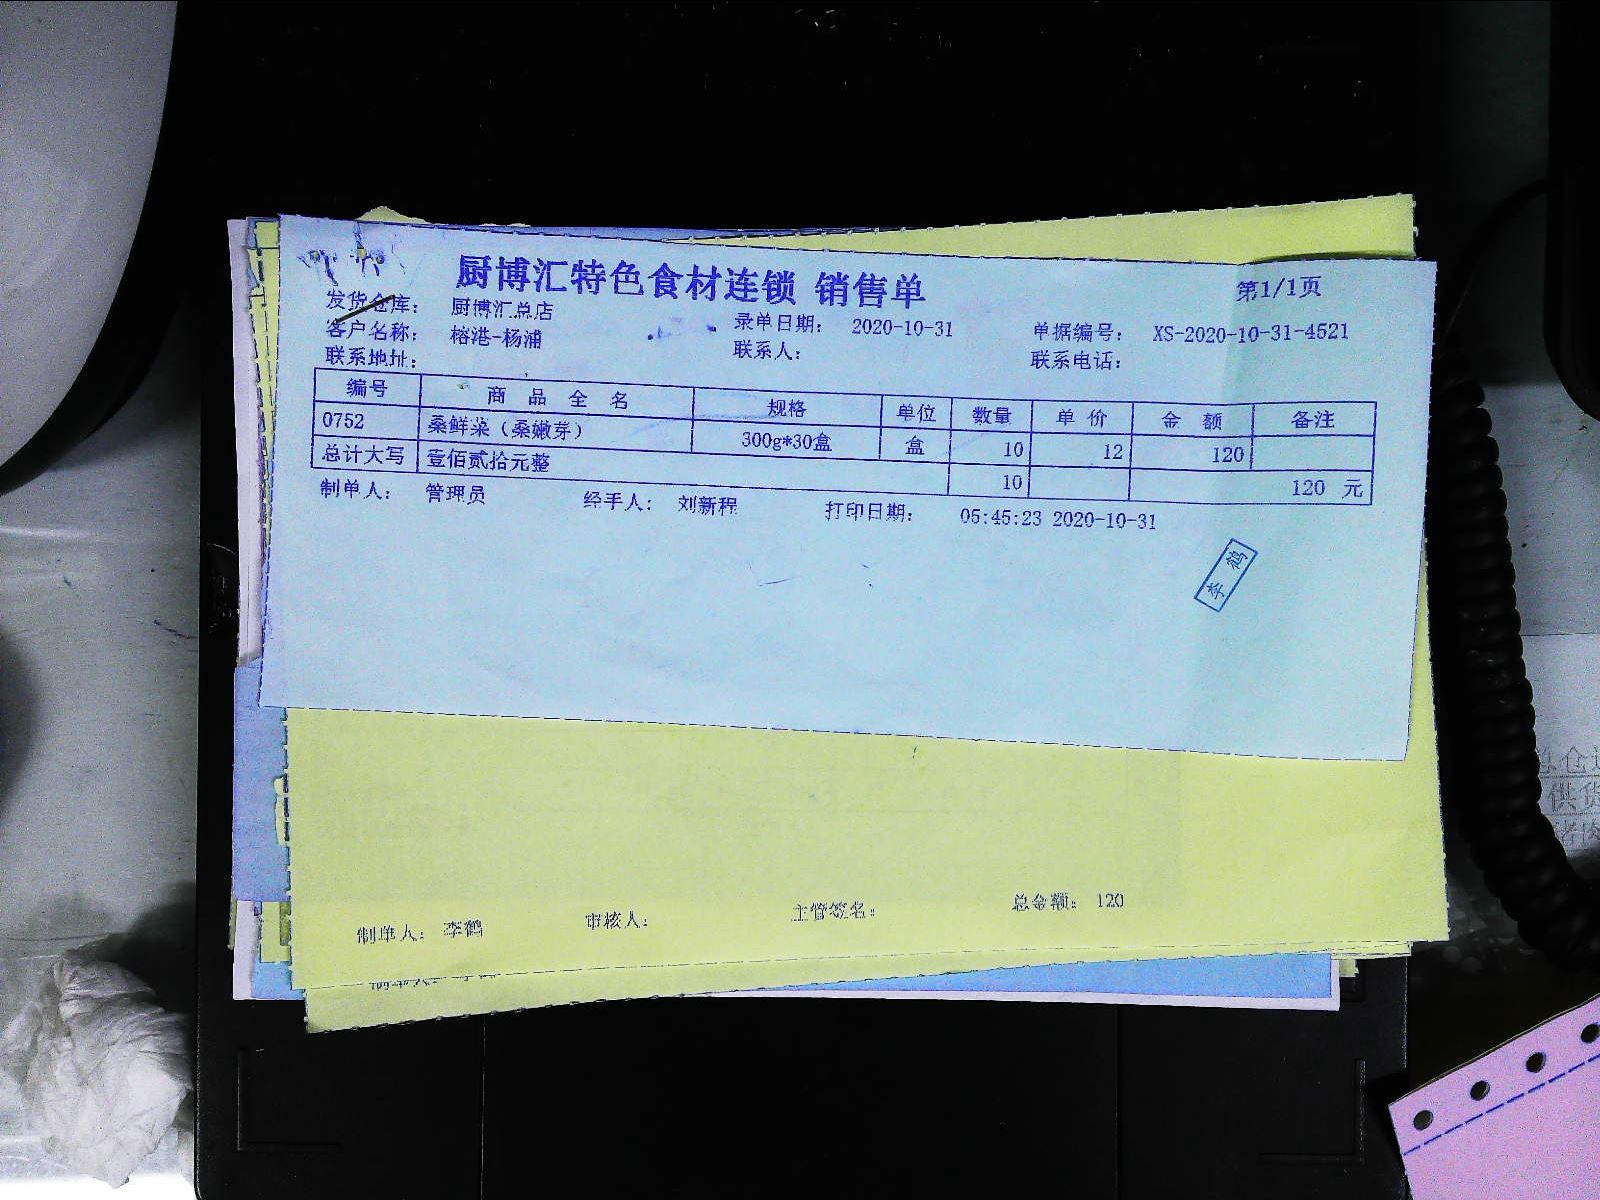 厨博汇特色食材连锁 销售单
第1/1页
发货仓库： 厨博汇总店
录单日期： 2020-10-31
单据编号： XS-2020-10-31-4521
客户名称： 榕港-杨浦
联系人：
联系电话：
联系地址：
编号 商品全名 规格 单位 数量 单价 金额 备注
0752 桑鲜菜（桑嫩芽） 300g*30盒 盒 10 12 120
总计大写 壹佰贰拾元整 10 120 元
制单人： 管理员 经手人： 刘新程 打印日期： 05:45:23 2020-10-31
李鹤
制单人： 李鹤 审核人： 主管签名： 总金额： 120
总仓
供货